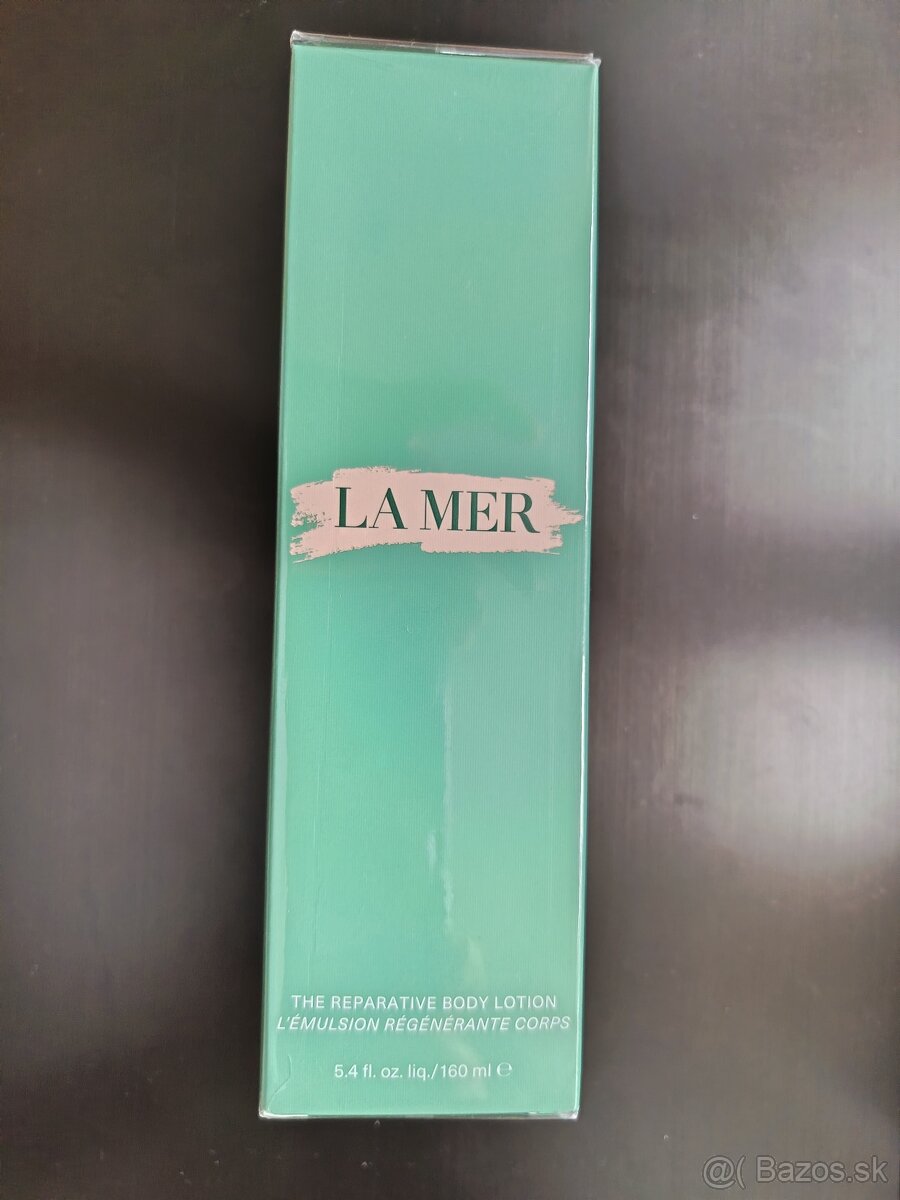 LA MER
THE REPARATIVE BODY LOTION
L'ÉMULSION RÉGÉNÉRANTE CORPS
5.4 fl. oz. liq./160 ml ℮
@( Bazos.sk